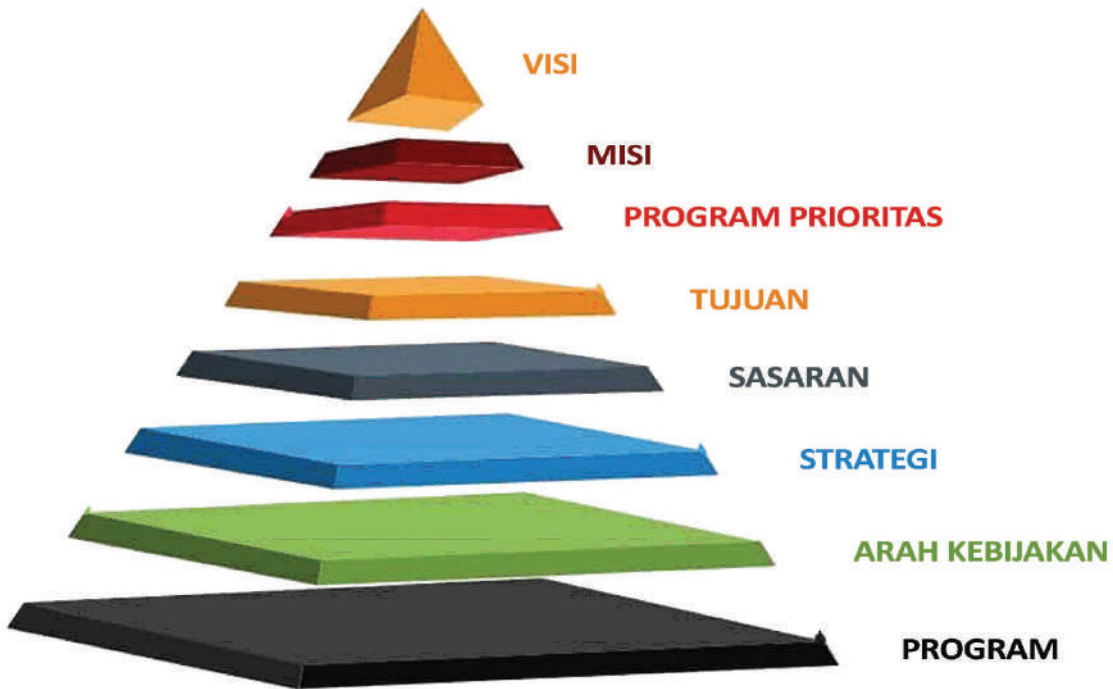 VISI
MISI
PROGRAM PRIORITAS
TUJUAN
SASARAN
STRATEGI
ARAH KEBIJAKAN
PROGRAM